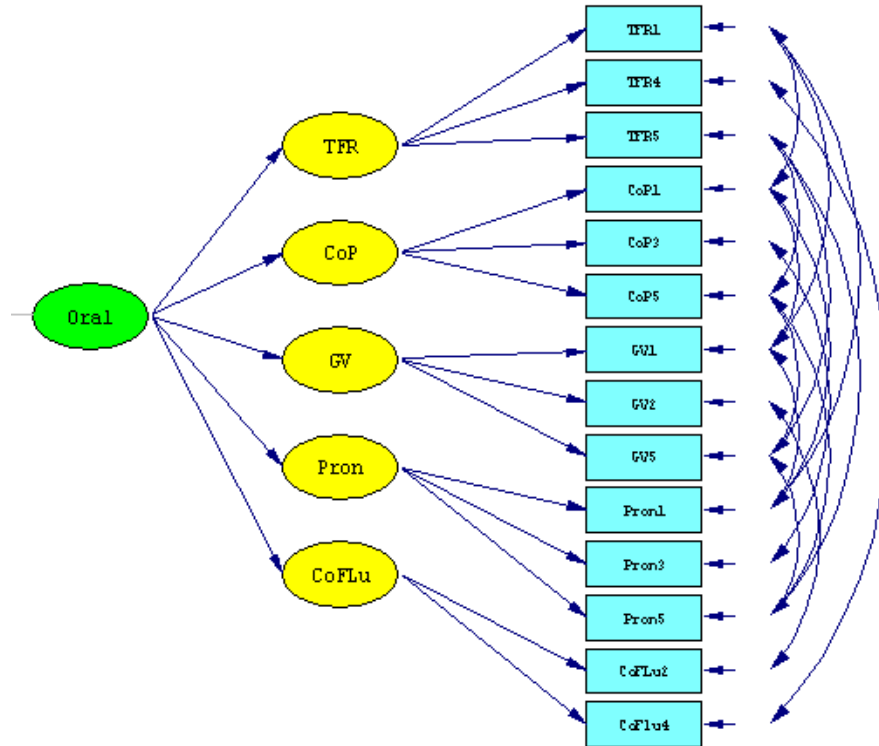 TFR1
TFR4
TFR5
CoP1
CoP3
CoP5
GV1
GV2
GV5
Pron1
Pron3
Pron5
CoFLu2
CoFlu4
TFR
CoP
GV
Pron
CoFLu
Oral